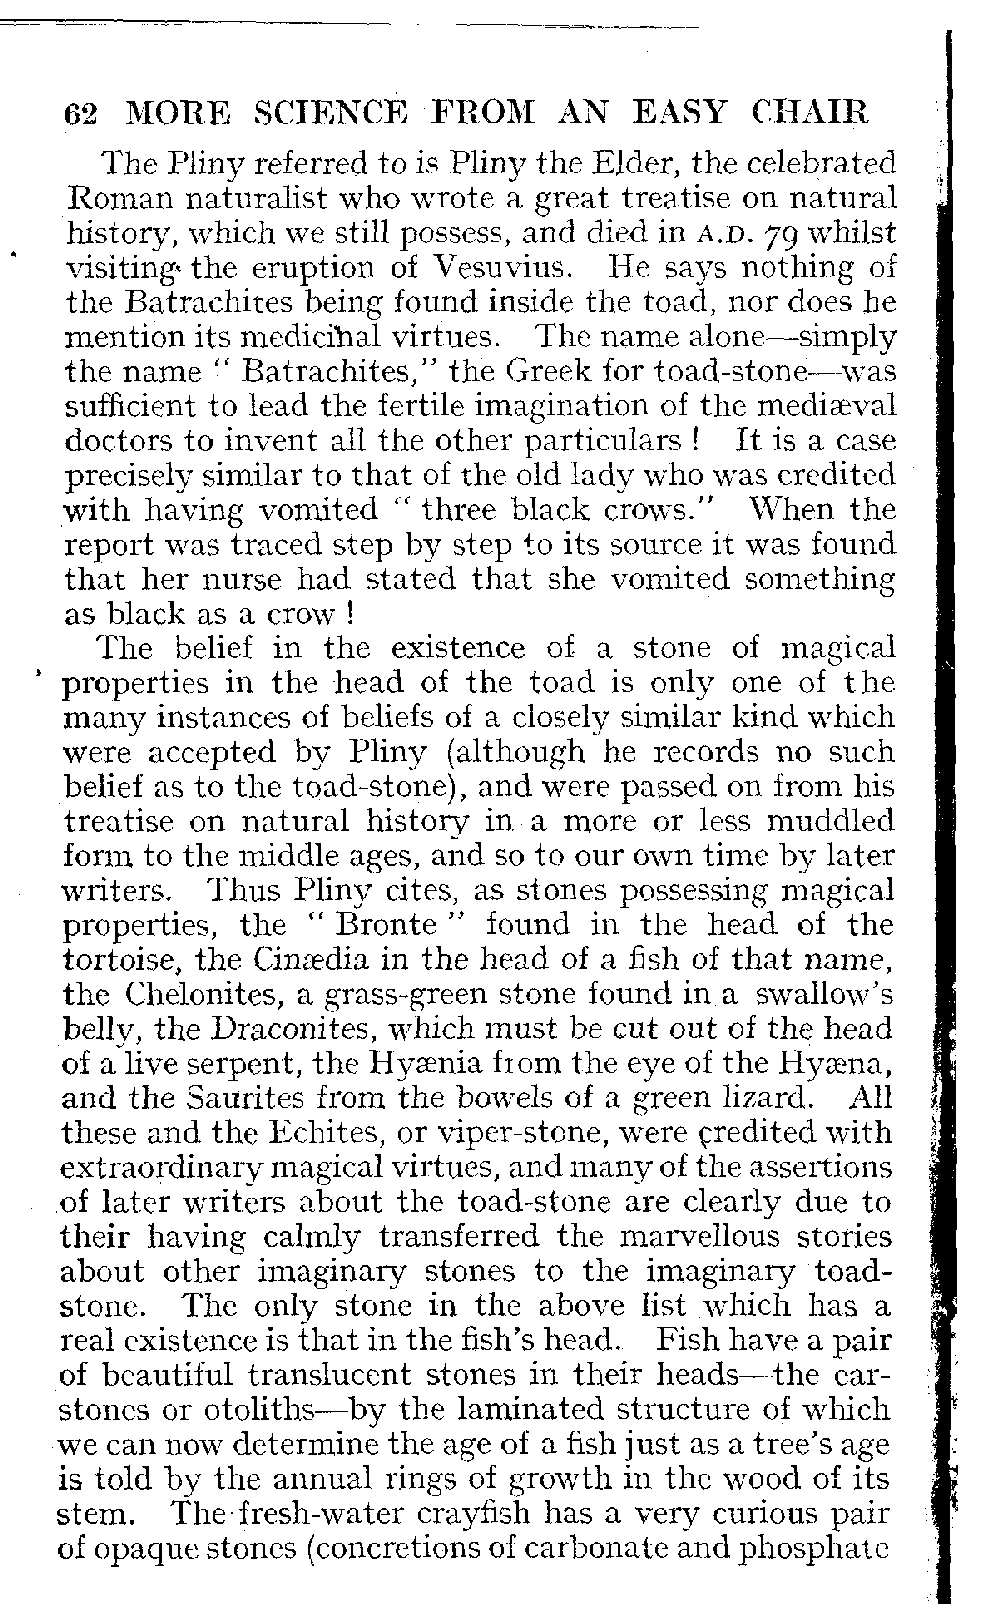 62 MORE SCIENCE FROM AN EASY CHAIR
The Pliny referred to is Pliny the Elder, the celebrated
Roman naturalist who wrote a great treatise on natural
history, which we still possess, and died in A.D. 79 whilst
visiting the eruption of Vesuvius. He says nothing of
the Batrachites being found inside the toad, nor does he
mention its medicinal virtues. The name alone—simply
the name “ Batrachites,” the Greek for toad-stone—was
sufficient to lead the fertile imagination of the mediæval
doctors to invent all the other particulars ! It is a case
precisely similar to that of the old lady who was credited
with having vomited “ three black crows.” When the
report was traced step by step to its source it was found
that her nurse had stated that she vomited something
as black as a crow !
The belief in the existence of a stone of magical
properties in the head of the toad is only one of the
many instances of beliefs of a closely similar kind which
were accepted by Pliny (although he records no such
belief as to the toad-stone), and were passed on from his
treatise on natural history in a more or less muddled
form to the middle ages, and so to our own time by later
writers. Thus Pliny cites, as stones possessing magical
properties, the “ Bronte ” found in the head of the
tortoise, the Cinædia in the head of a fish of that name,
the Chelonites, a grass-green stone found in a swallow's
belly, the Draconites, which must be cut out of the head
of a live serpent, the Hyænia from the eye of the Hyæna,
and the Saurites from the bowels of a green lizard. All
these and the Echites, or viper-stone, were credited with
extraordinary magical virtues, and many of the assertions
of later writers about the toad-stone are clearly due to
their having calmly transferred the marvellous stories
about other imaginary stones to the imaginary toad-
stone. The only stone in the above list which has a
real existence is that in the fish's head. Fish have a pair
of beautiful translucent stones in their heads—the ear-
stones or otoliths—by the laminated structure of which
we can now determine the age of a fish just as a tree's age
is told by the annual rings of growth in the wood of its
stem. The fresh-water crayfish has a very curious pair
of opaque stones (concretions of carbonate and phosphate